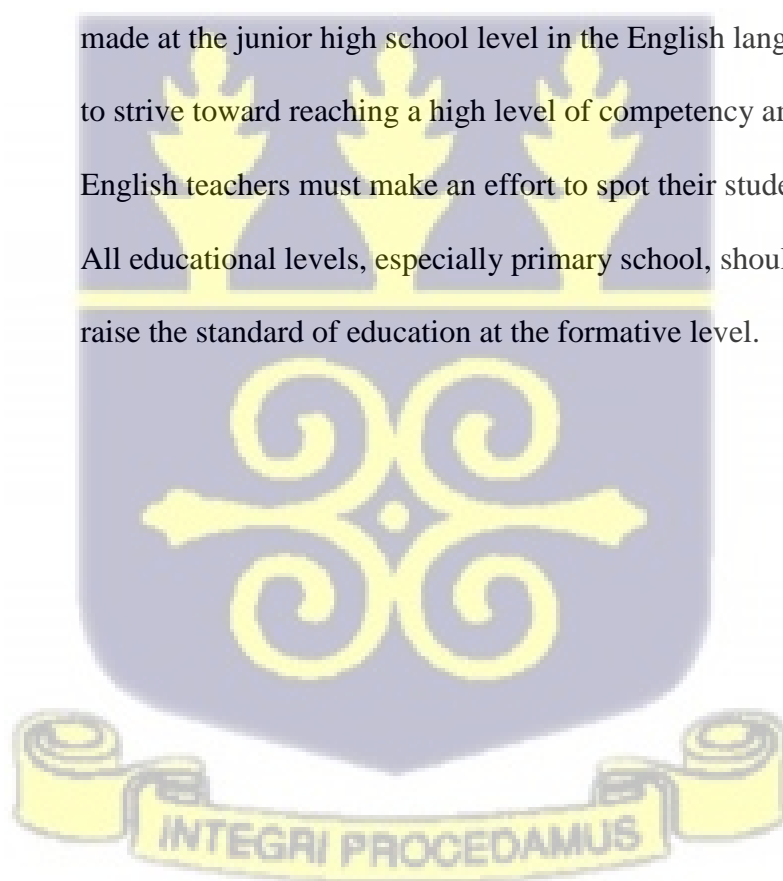 made at the junior high school level in the English lang
to strive toward reaching a high level of competency an
English teachers must make an effort to spot their stude
All educational levels, especially primary school, shoul
raise the standard of education at the formative level.
INTEGRI PROCEDAMUS